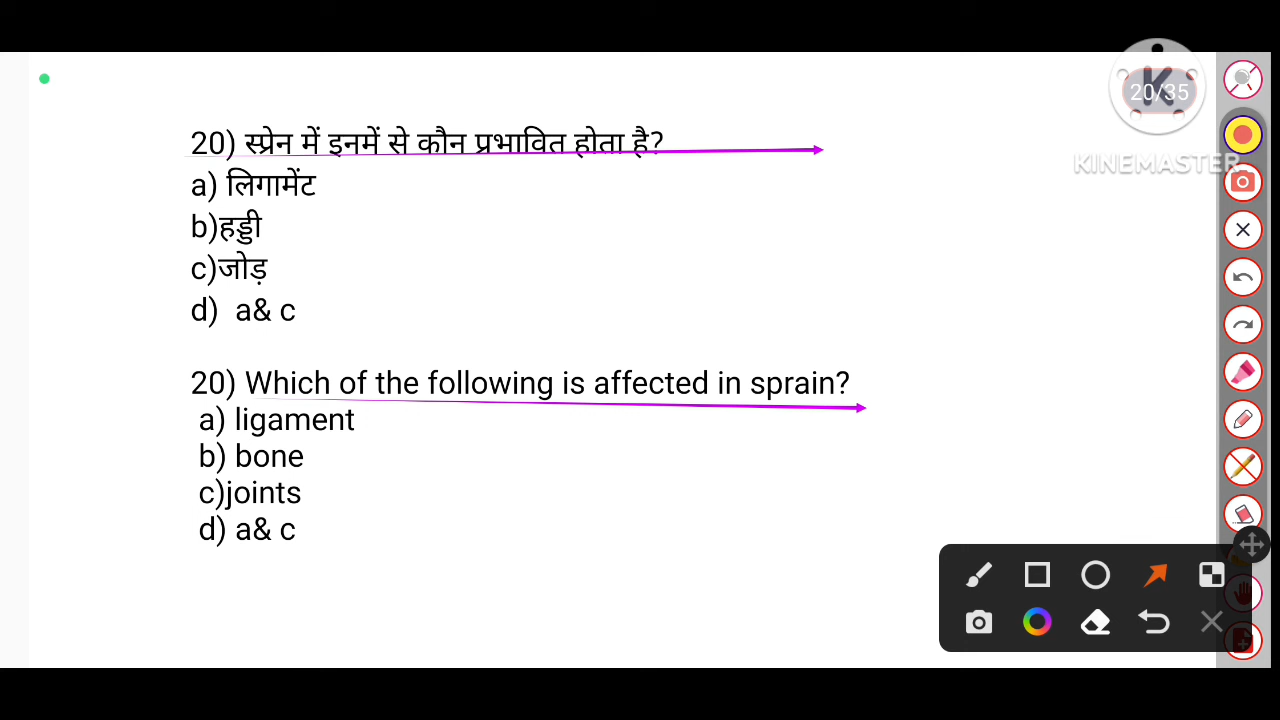 20/35
KINEMASTER
20) स्प्रेन में इनमें से कौन प्रभावित होता है?
a) लिगामेंट
b)हड्डी
c)जोड़
d)  a& c
20) Which of the following is affected in sprain?
a) ligament
b) bone
c)joints
d) a& c